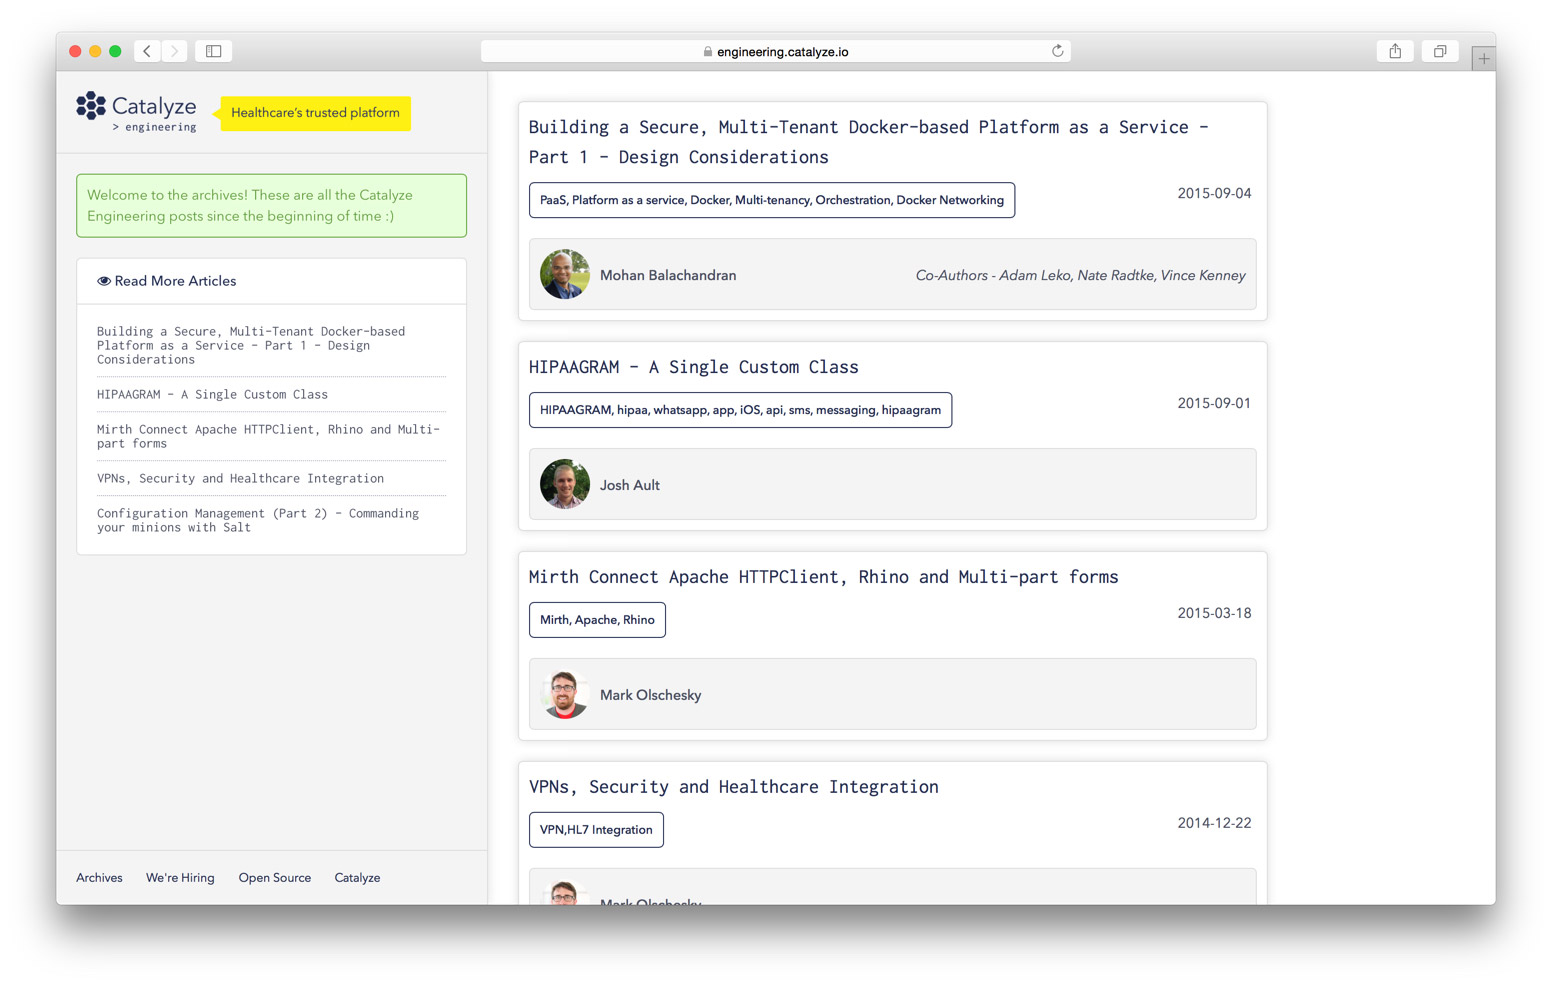 engineering.catalyze.io
Catalyze
> engineering
Healthcare's trusted platform
Welcome to the archives! These are all the Catalyze
Engineering posts since the beginning of time :)
Read More Articles
Building a Secure, Multi-Tenant Docker-based
Platform as a Service - Part 1 - Design
Considerations
HIPAAGRAM - A Single Custom Class
Mirth Connect Apache HTTPClient, Rhino and Multi-
part forms
VPNs, Security and Healthcare Integration
Configuration Management (Part 2) - Commanding
your minions with Salt
Archives We're Hiring Open Source Catalyze
Building a Secure, Multi-Tenant Docker-based Platform as a Service -
Part 1 - Design Considerations
PaaS, Platform as a service, Docker, Multi-tenancy, Orchestration, Docker Networking
2015-09-04
Mohan Balachandran Co-Authors - Adam Leko, Nate Radtke, Vince Kenney
HIPAAGRAM - A Single Custom Class
HIPAAGRAM, hipaa, whatsapp, app, iOS, api, sms, messaging, hipaagram
2015-09-01
Josh Ault
Mirth Connect Apache HTTPClient, Rhino and Multi-part forms
Mirth, Apache, Rhino
2015-03-18
Mark Olschesky
VPNs, Security and Healthcare Integration
VPN,HL7 Integration
2014-12-22
Mark Olschesky